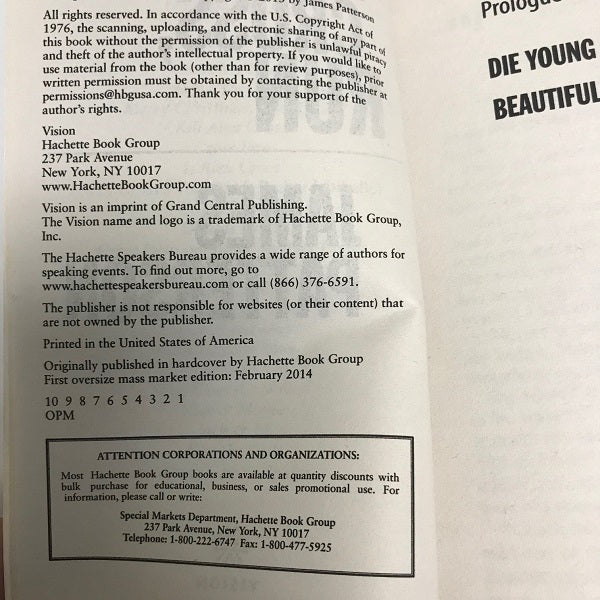 by James Patterson
All rights reserved. In accordance with the U.S. Copyright Act of
1976, the scanning, uploading, and electronic sharing of any part of
this book without the permission of the publisher is unlawful piracy
and theft of the author's intellectual property. If you would like to
use material from the book (other than for review purposes), prior
written permission must be obtained by contacting the publisher at
permissions@hbgusa.com. Thank you for your support of the
author's rights.
Vision
Hachette Book Group
237 Park Avenue
New York, NY 10017
www.HachetteBookGroup.com
Vision is an imprint of Grand Central Publishing.
The Vision name and logo is a trademark of Hachette Book Group,
Inc.
The Hachette Speakers Bureau provides a wide range of authors for
speaking events. To find out more, go to
www.hachettespeakersbureau.com or call (866) 376-6591.
The publisher is not responsible for websites (or their content) that
are not owned by the publisher.
Printed in the United States of America
Originally published in hardcover by Hachette Book Group
First oversize mass market edition: February 2014
10 9 8 7 6 5 4 3 2 1
OPM
ATTENTION CORPORATIONS AND ORGANIZATIONS:
Most Hachette Book Group books are available at quantity discounts with
bulk purchase for educational, business, or sales promotional use. For
information, please call or write:
Special Markets Department, Hachette Book Group
237 Park Avenue, New York, NY 10017
Telephone: 1-800-222-6747 Fax: 1-800-477-5925
Prologue
DIE YOUNG
BEAUTIFUL